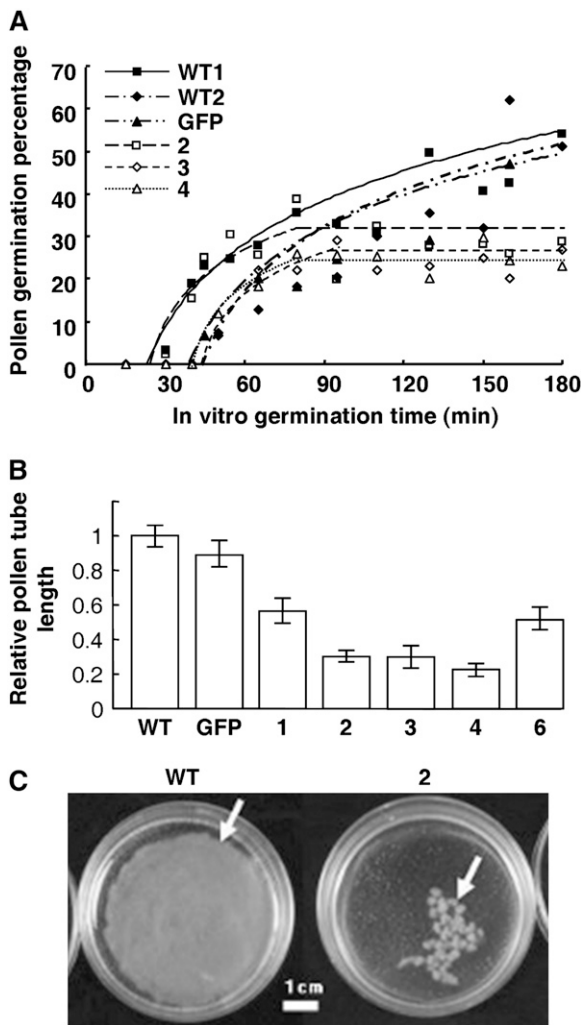 A
Pollen germination percentage
70
60
50
40
30
20
10
0
WT1
WT2
GFP
2
3
4
0 30 60 90 120 150 180
In vitro germination time (min)
B
Relative pollen tube
length
1
0.8
0.6
0.4
0.2
0
WT GFP 1 2 3 4 6
C
WT 2
1cm